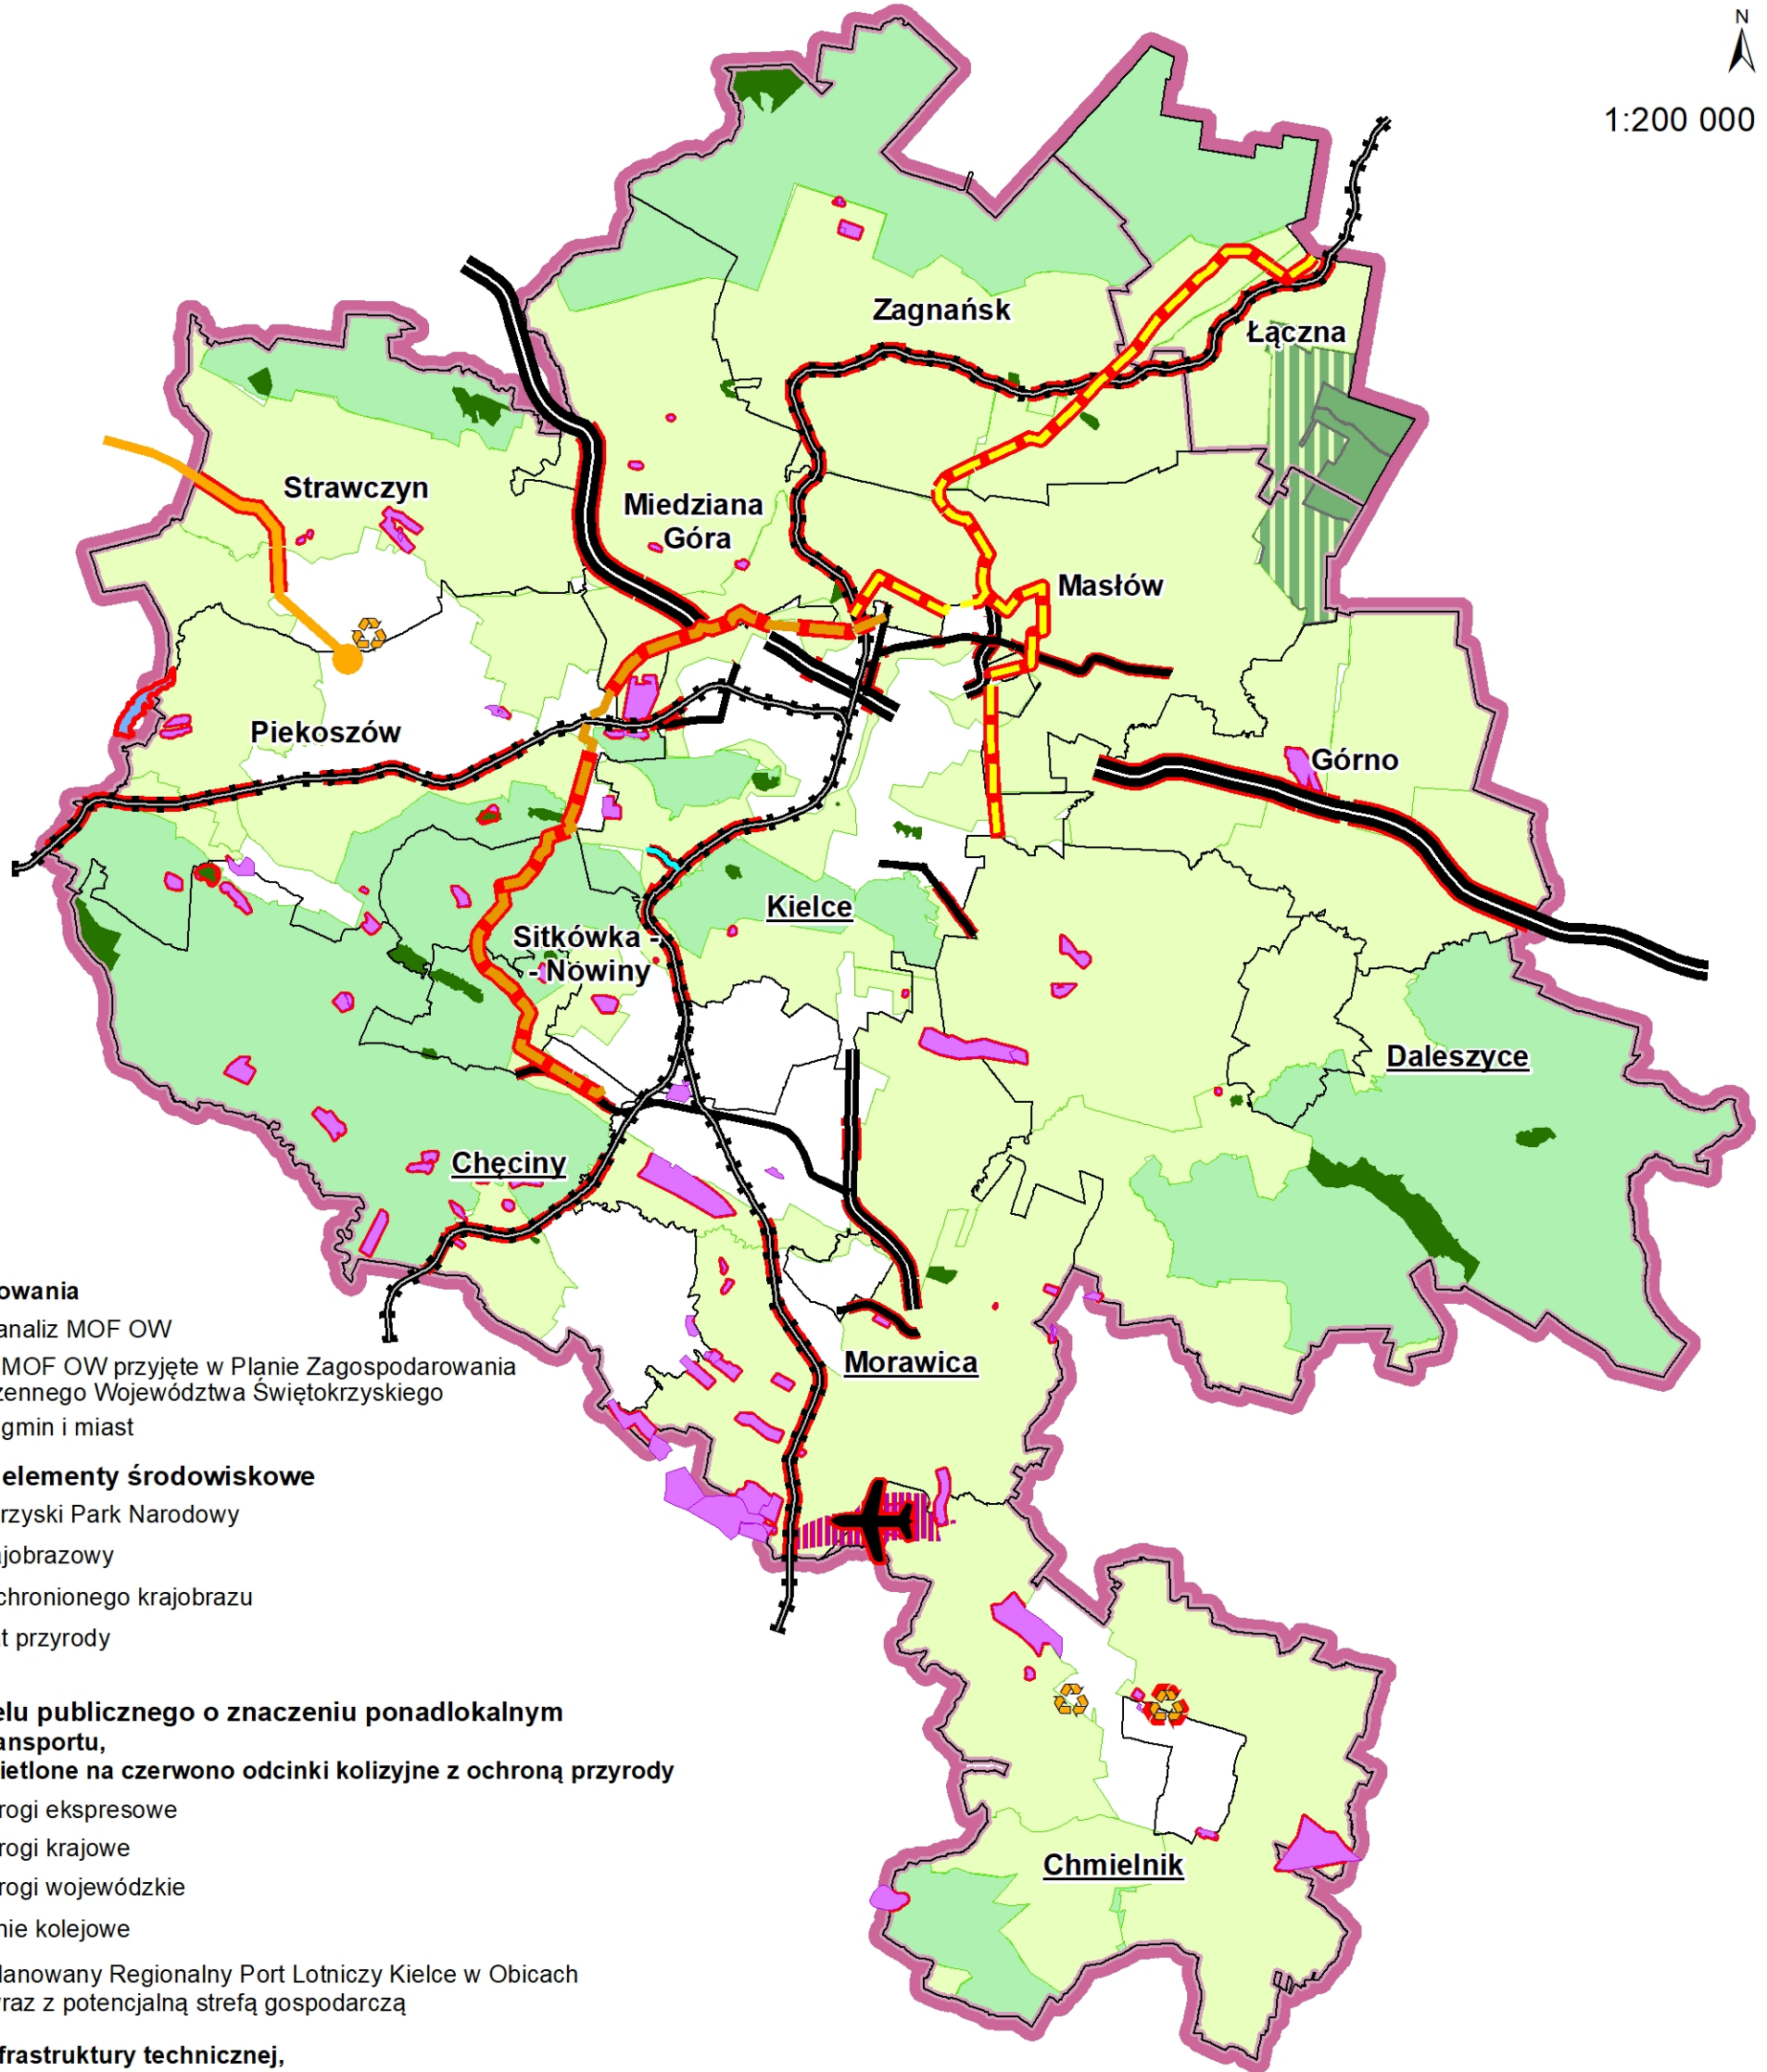 N
1:200 000
Zagnańsk
Łączna
Strawczyn
Miedziana
Góra
Masłów
Piekoszów
Górno
Kielce
Sitkówka -
- Nowiny
Daleszyce
Chęciny
Morawica
Chmielnik
owania
analiz MOF OW
MOF OW przyjęte w Planie Zagospodarowania
zennego Województwa Świętokrzyskiego
gmin i miast
elementy środowiskowe
rzyski Park Narodowy
ajobrazowy
chronionego krajobrazu
t przyrody
elu publicznego o znaczeniu ponadlokalnym
ansportu,
ietlone na czerwono odcinki kolizyjne z ochroną przyrody
rogi ekspresowe
rogi krajowe
rogi wojewódzkie
nie kolejowe
lanowany Regionalny Port Lotniczy Kielce w Obicach
raz z potencjalną strefą gospodarczą
frastruktury technicznej,